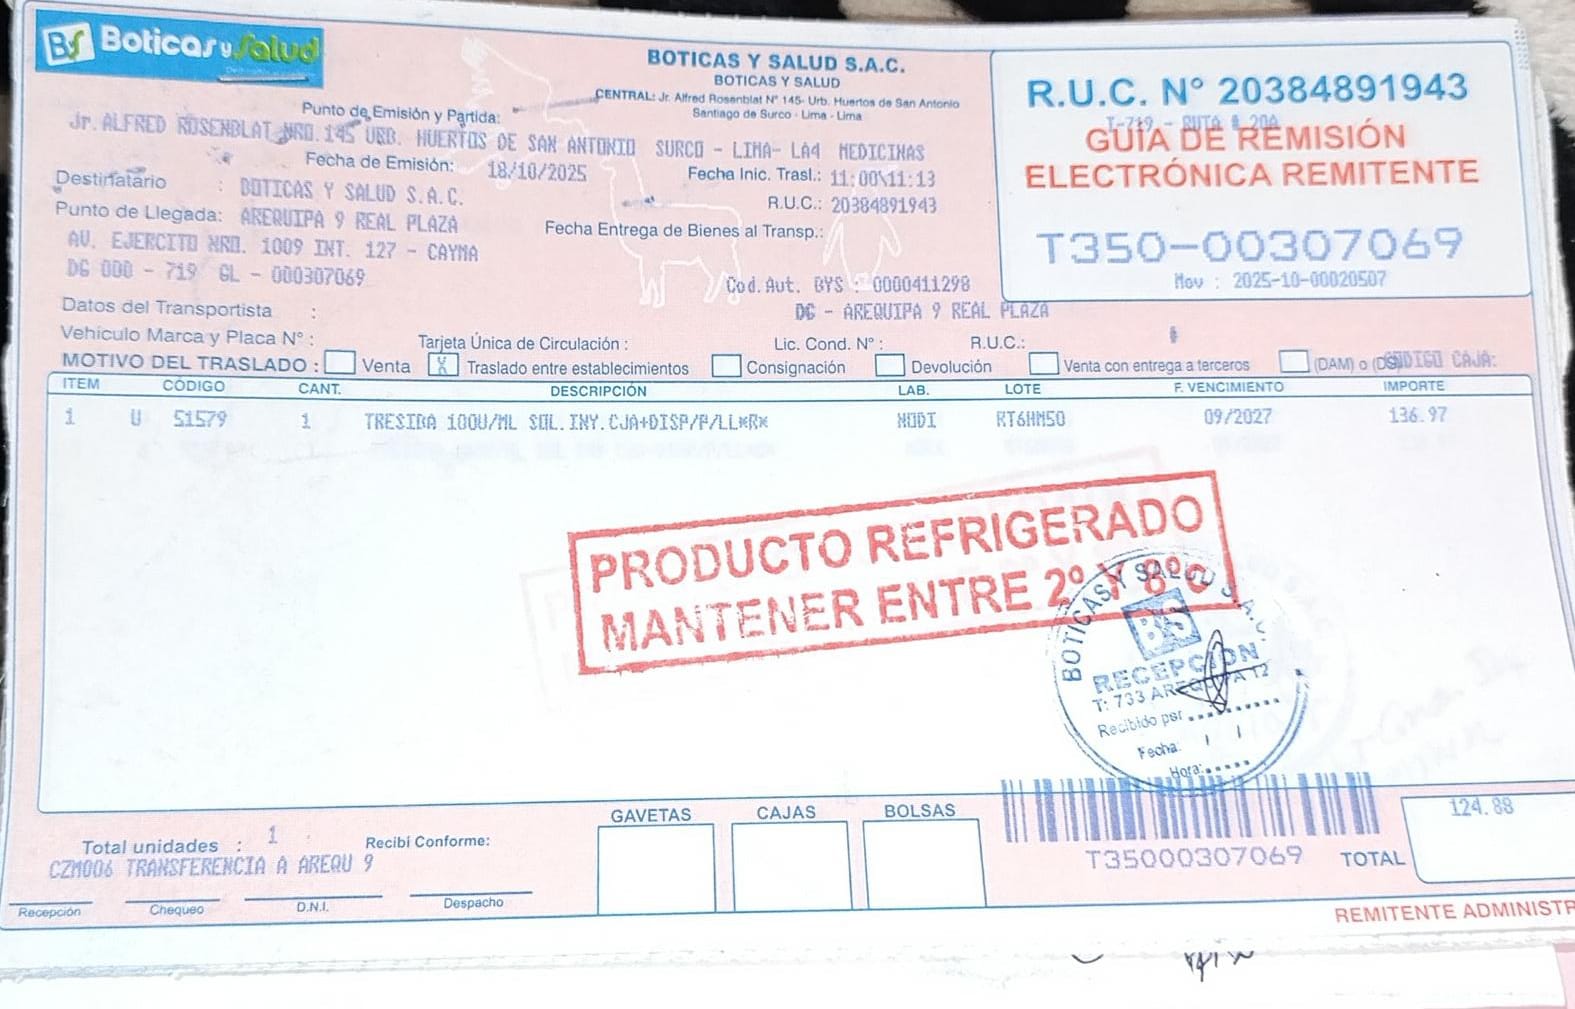 BS Boticas y Salud
BOTICAS Y SALUD S.A.C.
BOTICAS Y SALUD
CENTRAL: Jr. Alfred Rosenblat N° 145- Urb. Huertos de San Antonio
Santiago de Surco - Lima - Lima
R.U.C. N° 20384891943
T-719 - RUTA # 20A
GUÍA DE REMISIÓN
ELECTRÓNICA REMITENTE
T350-00307069
Mov : 2025-10-00020507
Punto de Emisión y Partida:
Jr. ALFRED ROSENBLAT NRO. 145 URB. HUERTOS DE SAN ANTONIO SURCO - LIMA- LA4 MEDICINAS
Fecha de Emisión: 18/10/2025 Fecha Inic. Trasl.: 11:00\11:13
Destinatario : BOTICAS Y SALUD S.A.C. R.U.C.: 20384891943
Punto de Llegada: AREQUIPA 9 REAL PLAZA Fecha Entrega de Bienes al Transp.:
AV. EJERCITO NRO. 1009 INT. 127 - CAYMA
DG 000 - 719 GL - 000307069 Cod.Aut. BYS : 0000411298
DG - AREQUIPA 9 REAL PLAZA
Datos del Transportista :
Vehículo Marca y Placa N° : Tarjeta Única de Circulación : Lic. Cond. N° : R.U.C.:
MOTIVO DEL TRASLADO : Venta X Traslado entre establecimientos Consignación Devolución Venta con entrega a terceros (DAM) o (DS) CODIGO CAJA:
ITEM CÓDIGO CANT. DESCRIPCIÓN LAB. LOTE F. VENCIMIENTO IMPORTE
1 U 51579 1 TRESIBA 100U/ML SOL.INY.CJA+DISP/P/LL*R* NODI RT6HM50 09/2027 136.97
PRODUCTO REFRIGERADO
MANTENER ENTRE 2° Y 8°C
BOTICAS Y SALUD S.A.C.
BS
RECEPCION
T: 733 AREQUIPA 12
Recibido por
Fecha:
Hora:
GAVETAS CAJAS BOLSAS
Total unidades : 1 Recibí Conforme:
CZM006 TRANSFERENCIA A AREQU 9
T35000307069
TOTAL 124.88
Recepción Chequeo D.N.I. Despacho
REMITENTE ADMINISTR